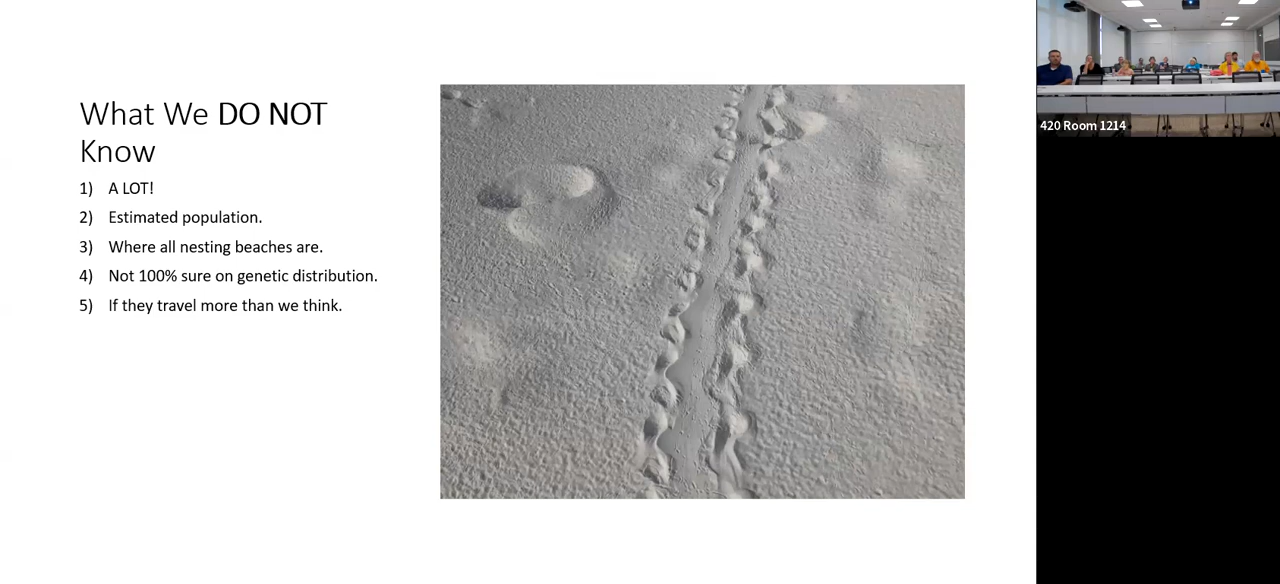 What We DO NOT
Know
1) A LOT!
2) Estimated population.
3) Where all nesting beaches are.
4) Not 100% sure on genetic distribution.
5) If they travel more than we think.
420 Room 1214